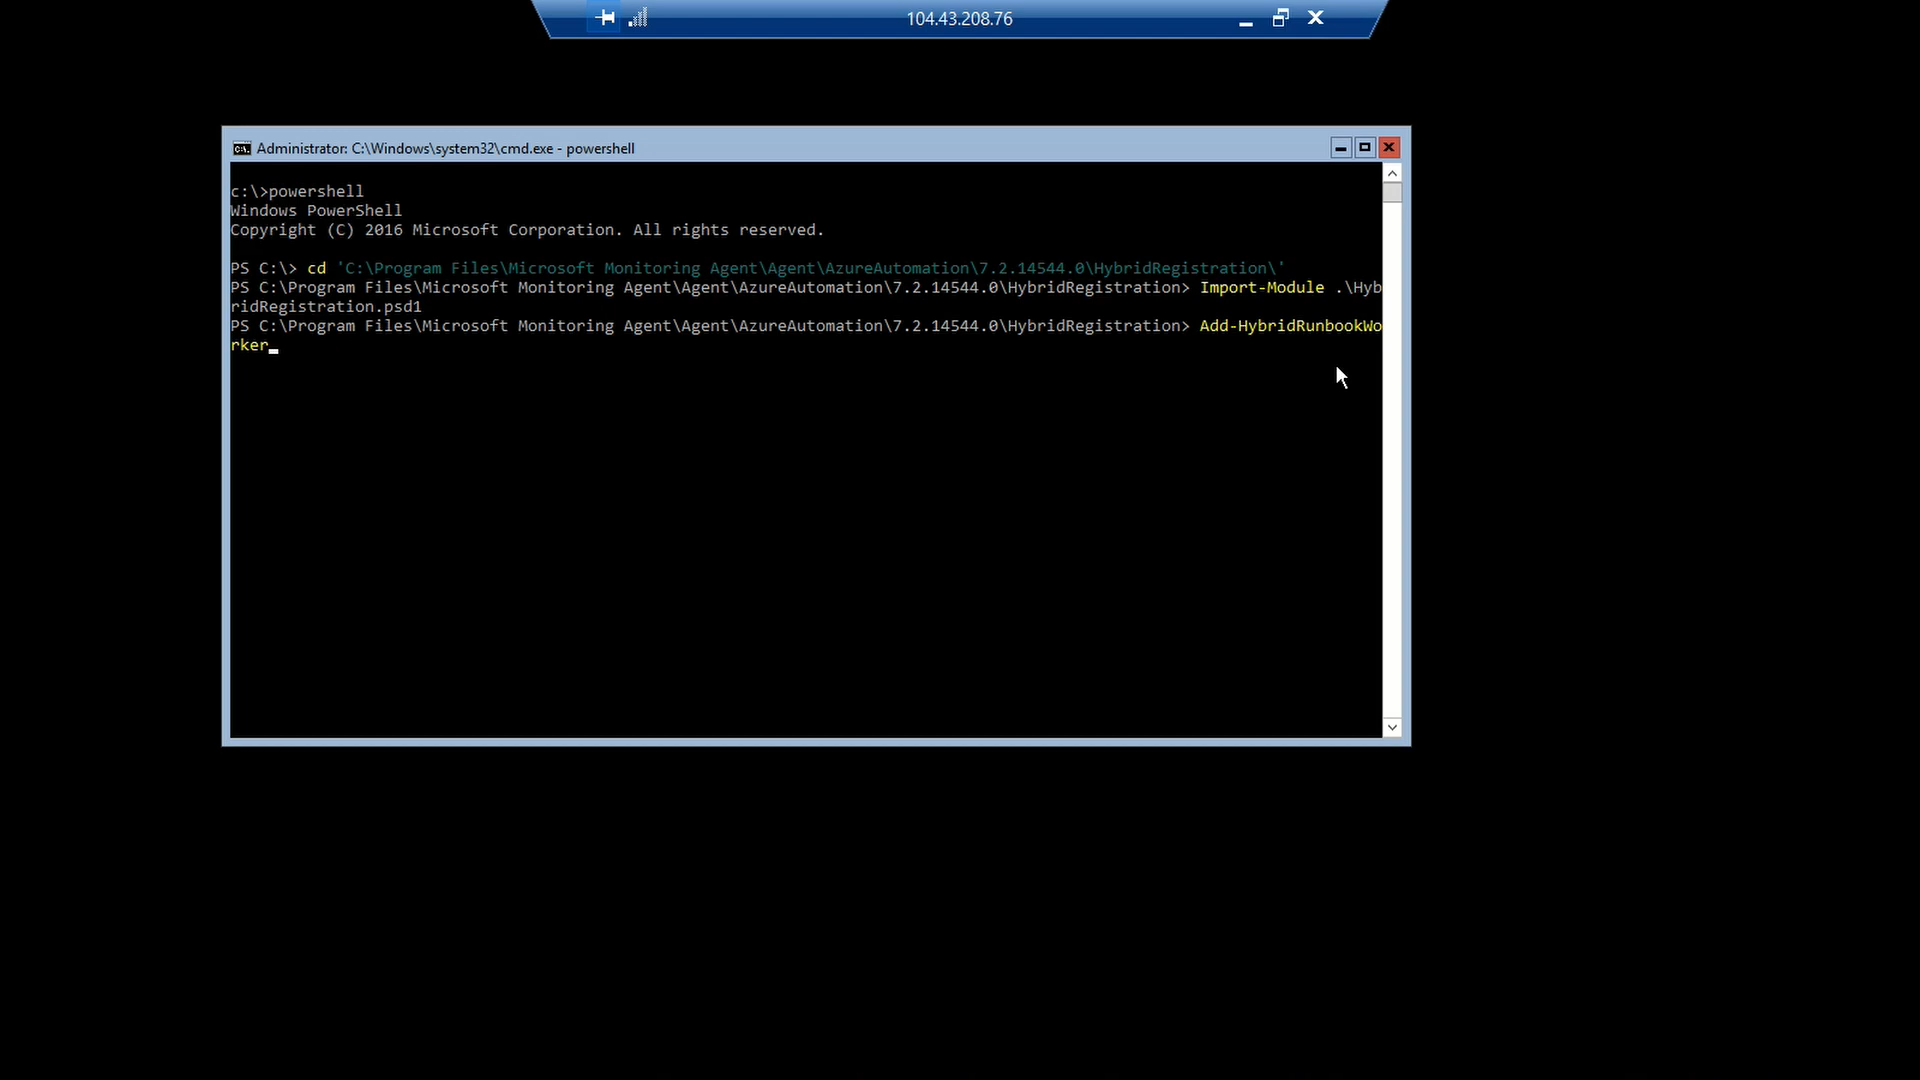 104.43.208.76
Administrator: C:\Windows\system32\cmd.exe - powershell
c:\>powershell
Windows PowerShell
Copyright (C) 2016 Microsoft Corporation. All rights reserved.
PS C:\> cd 'C:\Program Files\Microsoft Monitoring Agent\Agent\AzureAutomation\7.2.14544.0\HybridRegistration\'
PS C:\Program Files\Microsoft Monitoring Agent\Agent\AzureAutomation\7.2.14544.0\HybridRegistration> Import-Module .\Hyb
ridRegistration.psd1
PS C:\Program Files\Microsoft Monitoring Agent\Agent\AzureAutomation\7.2.14544.0\HybridRegistration> Add-HybridRunbookWo
rker